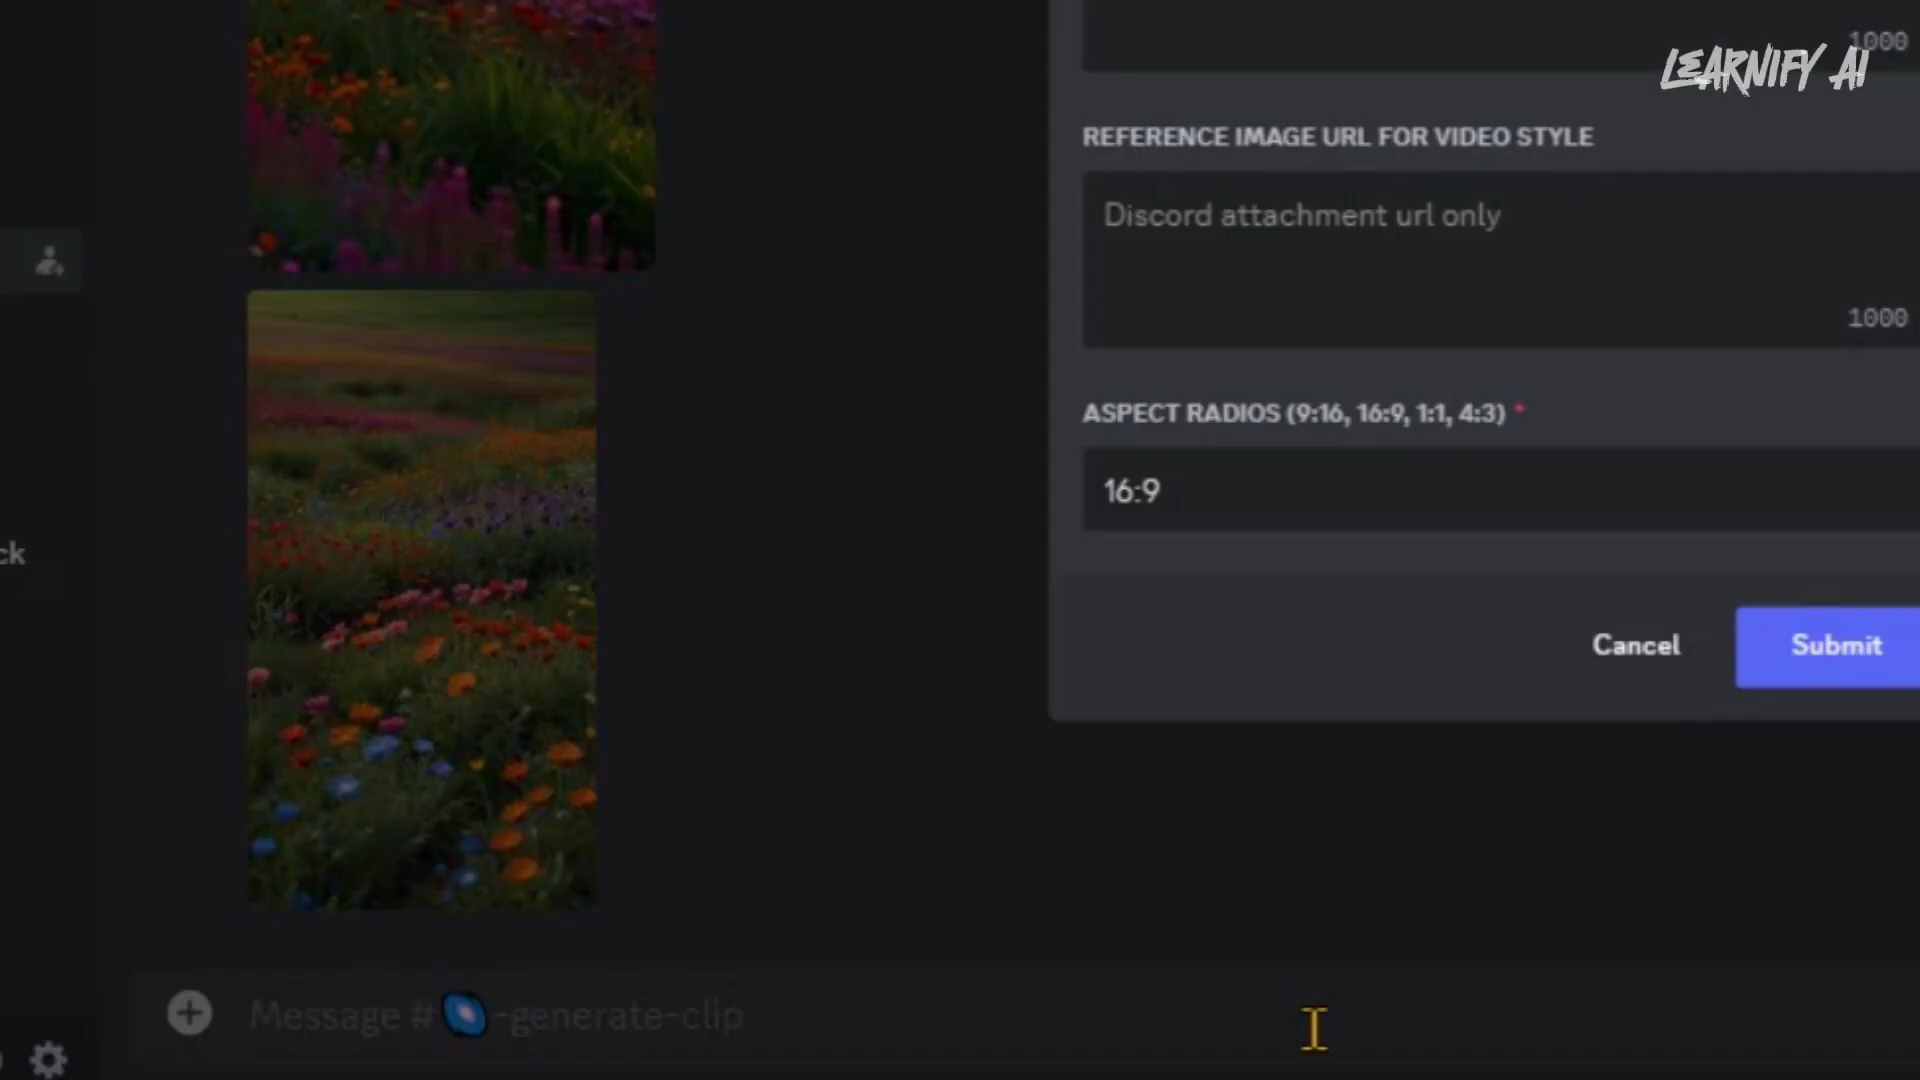 1000
LEARNIFY AI
REFERENCE IMAGE URL FOR VIDEO STYLE
Discord attachment url only
1000
ASPECT RADIOS (9:16, 16:9, 1:1, 4:3) *
16:9
ck
Cancel
Submit
Message # -generate-clip